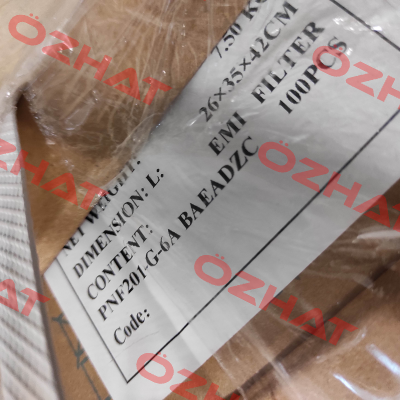 NET WEIGHT: 7.50 KG
DIMENSION: L: 26×35×42CM
CONTENT: EMI FILTER
PNF201-G-6A BAEADZC 100PCS
Code:
ÖZHAT
ÖZHAT
ÖZHAT
ÖZHAT
ÖZHAT
ÖZHAT